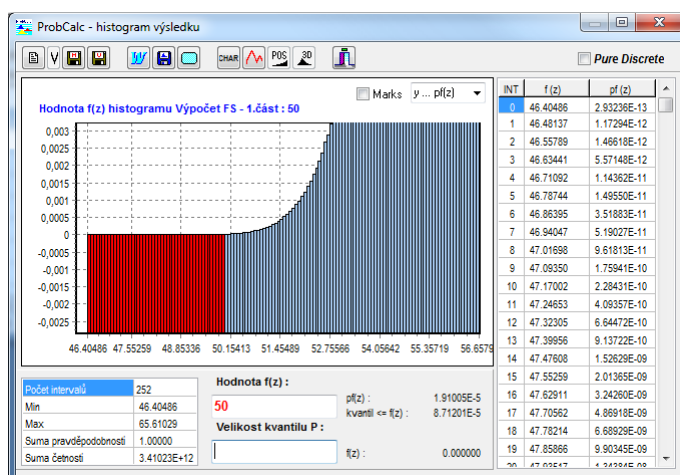 ProbCalc - histogram výsledku
V CHAR POS 3D Pure Discrete
Marks y ... pf(z)
Hodnota f(z) histogramu Výpočet FS - 1.část : 50
0,003
0,0025
0,002
0,0015
0,001
0,0005
0
-0,0005
-0,001
-0,0015
-0,002
-0,0025
46.40486 47.55259 48.85336 50.15413 51.45489 52.75566 54.05642 55.35719 56.6579
INT f (z) pf(z)
0 46.40486 2.93236E-13
1 46.48137 1.17294E-12
2 46.55789 1.46618E-12
3 46.63441 5.57148E-12
4 46.71092 1.14362E-11
5 46.78744 1.49550E-11
6 46.86395 3.51883E-11
7 46.94047 5.19027E-11
8 47.01698 9.61813E-11
9 47.09350 1.75941E-10
10 47.17002 2.28431E-10
11 47.24653 4.09357E-10
12 47.32305 6.64472E-10
13 47.39956 9.13722E-10
14 47.47608 1.52629E-09
15 47.55259 2.01365E-09
16 47.62911 3.24260E-09
17 47.70562 4.86918E-09
18 47.78214 6.68929E-09
19 47.85866 9.90345E-09
20 47.93517 1.34384E-08
Počet intervalů 252
Min 46.40486
Max 65.61029
Suma pravděpodobnosti 1.00000
Suma četnosti 3.41023E+12
Hodnota f(z) :
50
pf(z) : 1.91005E-5
kvantil <= f(z) : 8.71201E-5
Velikost kvantilu P :
f(z) : 0.000000